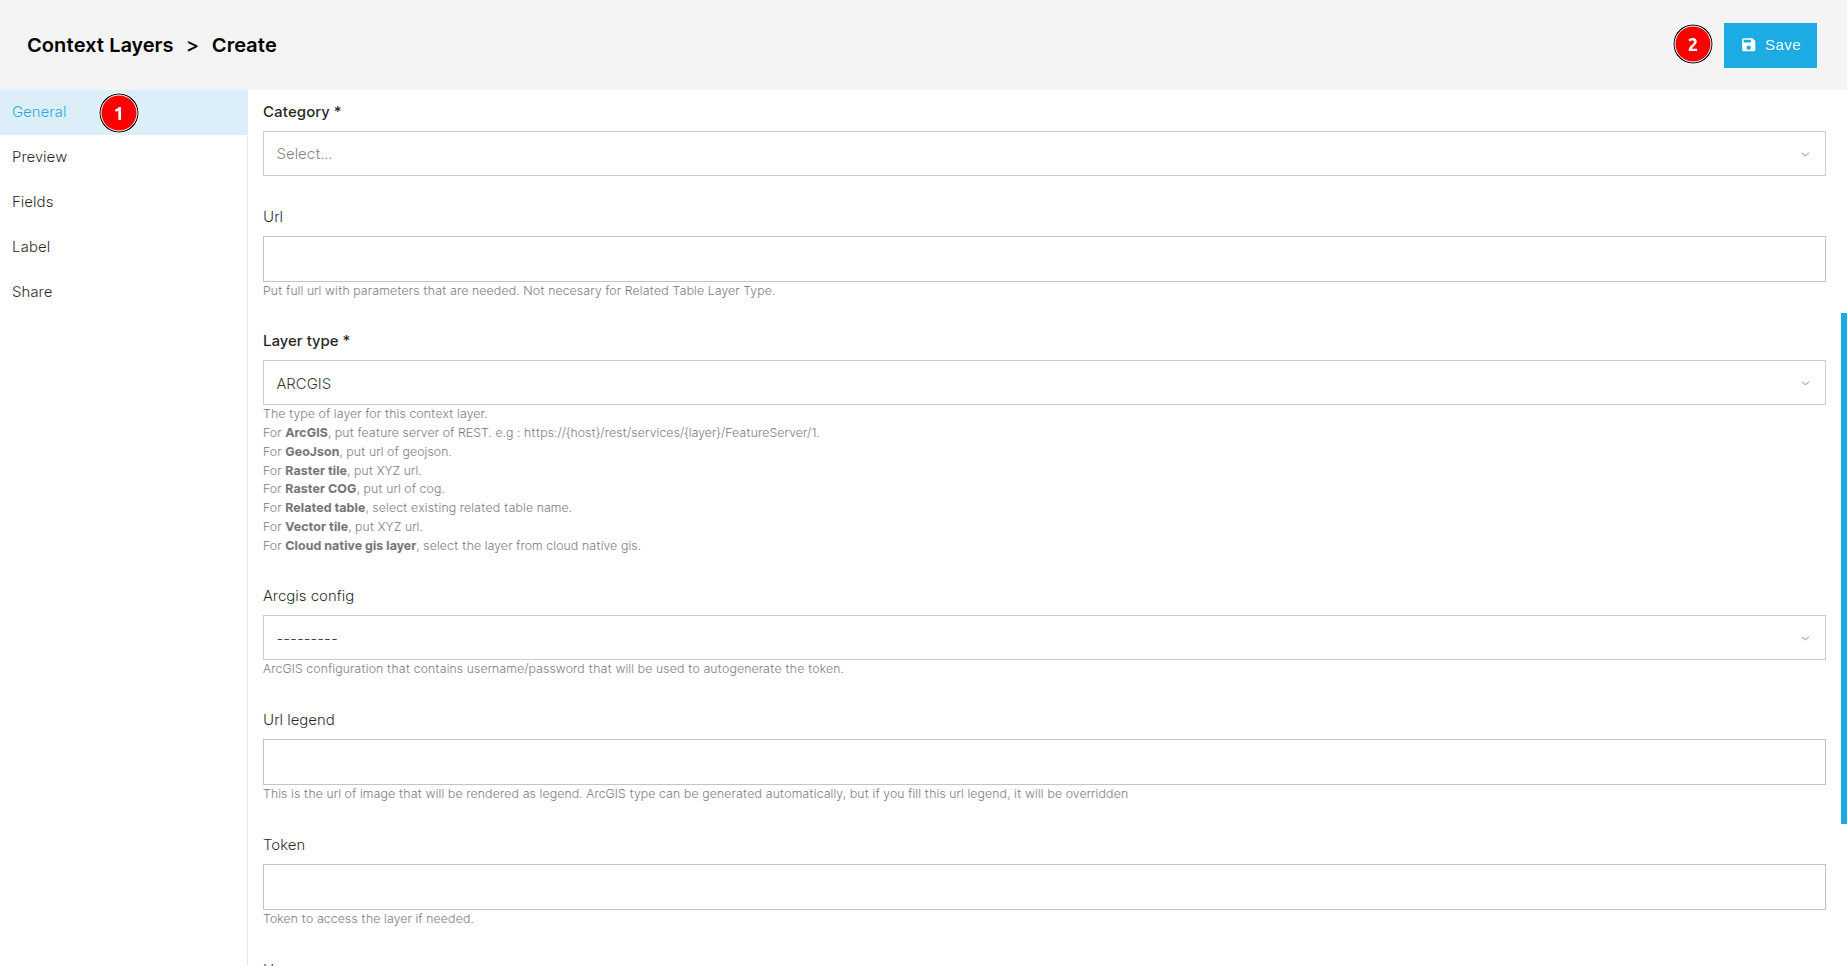 Context Layers > Create
2
Save
General
1
Preview
Fields
Label
Share
Category *
Select...
Url
Put full url with parameters that are needed. Not necesary for Related Table Layer Type.
Layer type *
ARCGIS
The type of layer for this context layer.
For ArcGIS, put feature server of REST. e.g : https://{host}/rest/services/{layer}/FeatureServer/1.
For GeoJson, put url of geojson.
For Raster tile, put XYZ url.
For Raster COG, put url of cog.
For Related table, select existing related table name.
For Vector tile, put XYZ url.
For Cloud native gis layer, select the layer from cloud native gis.
Arcgis config
---------
ArcGIS configuration that contains username/password that will be used to autogenerate the token.
Url legend
This is the url of image that will be rendered as legend. ArcGIS type can be generated automatically, but if you fill this url legend, it will be overridden
Token
Token to access the layer if needed.